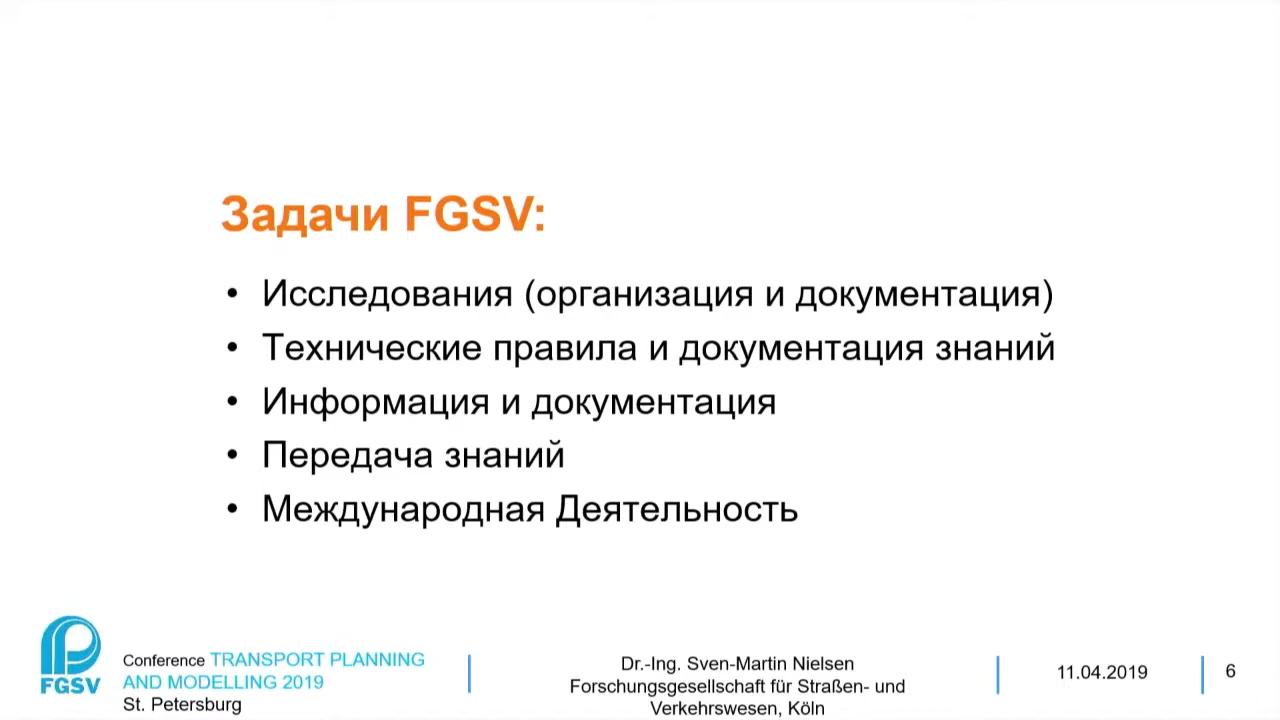 Задачи FGSV:
• Исследования (организация и документация)
• Технические правила и документация знаний
• Информация и документация
• Передача знаний
• Международная Деятельность
FGSV
Conference TRANSPORT PLANNING
AND MODELLING 2019
St. Petersburg
Dr.-Ing. Sven-Martin Nielsen
Forschungsgesellschaft für Straßen- und
Verkehrswesen, Köln
11.04.2019
6